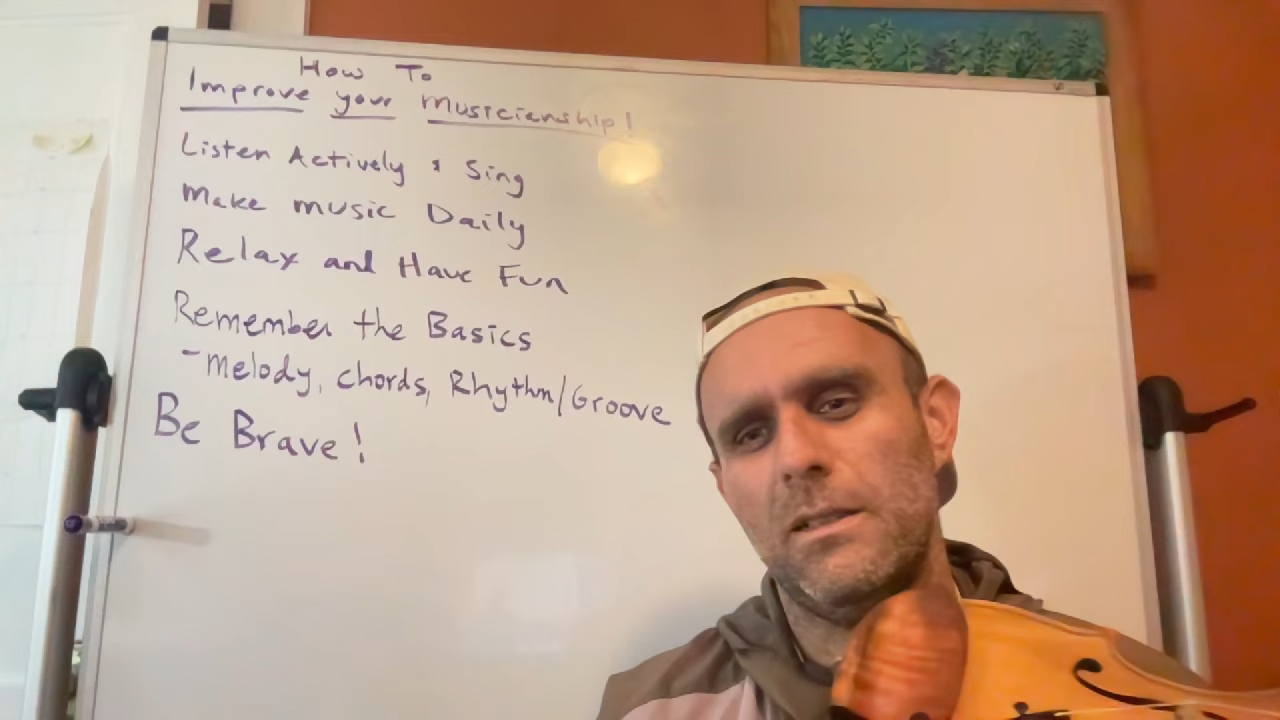 How To
Improve your Musicianship!
Listen Actively & Sing
Make music Daily
Relax and Have Fun
Remember the Basics
- Melody, chords, Rhythm/Groove
Be Brave!